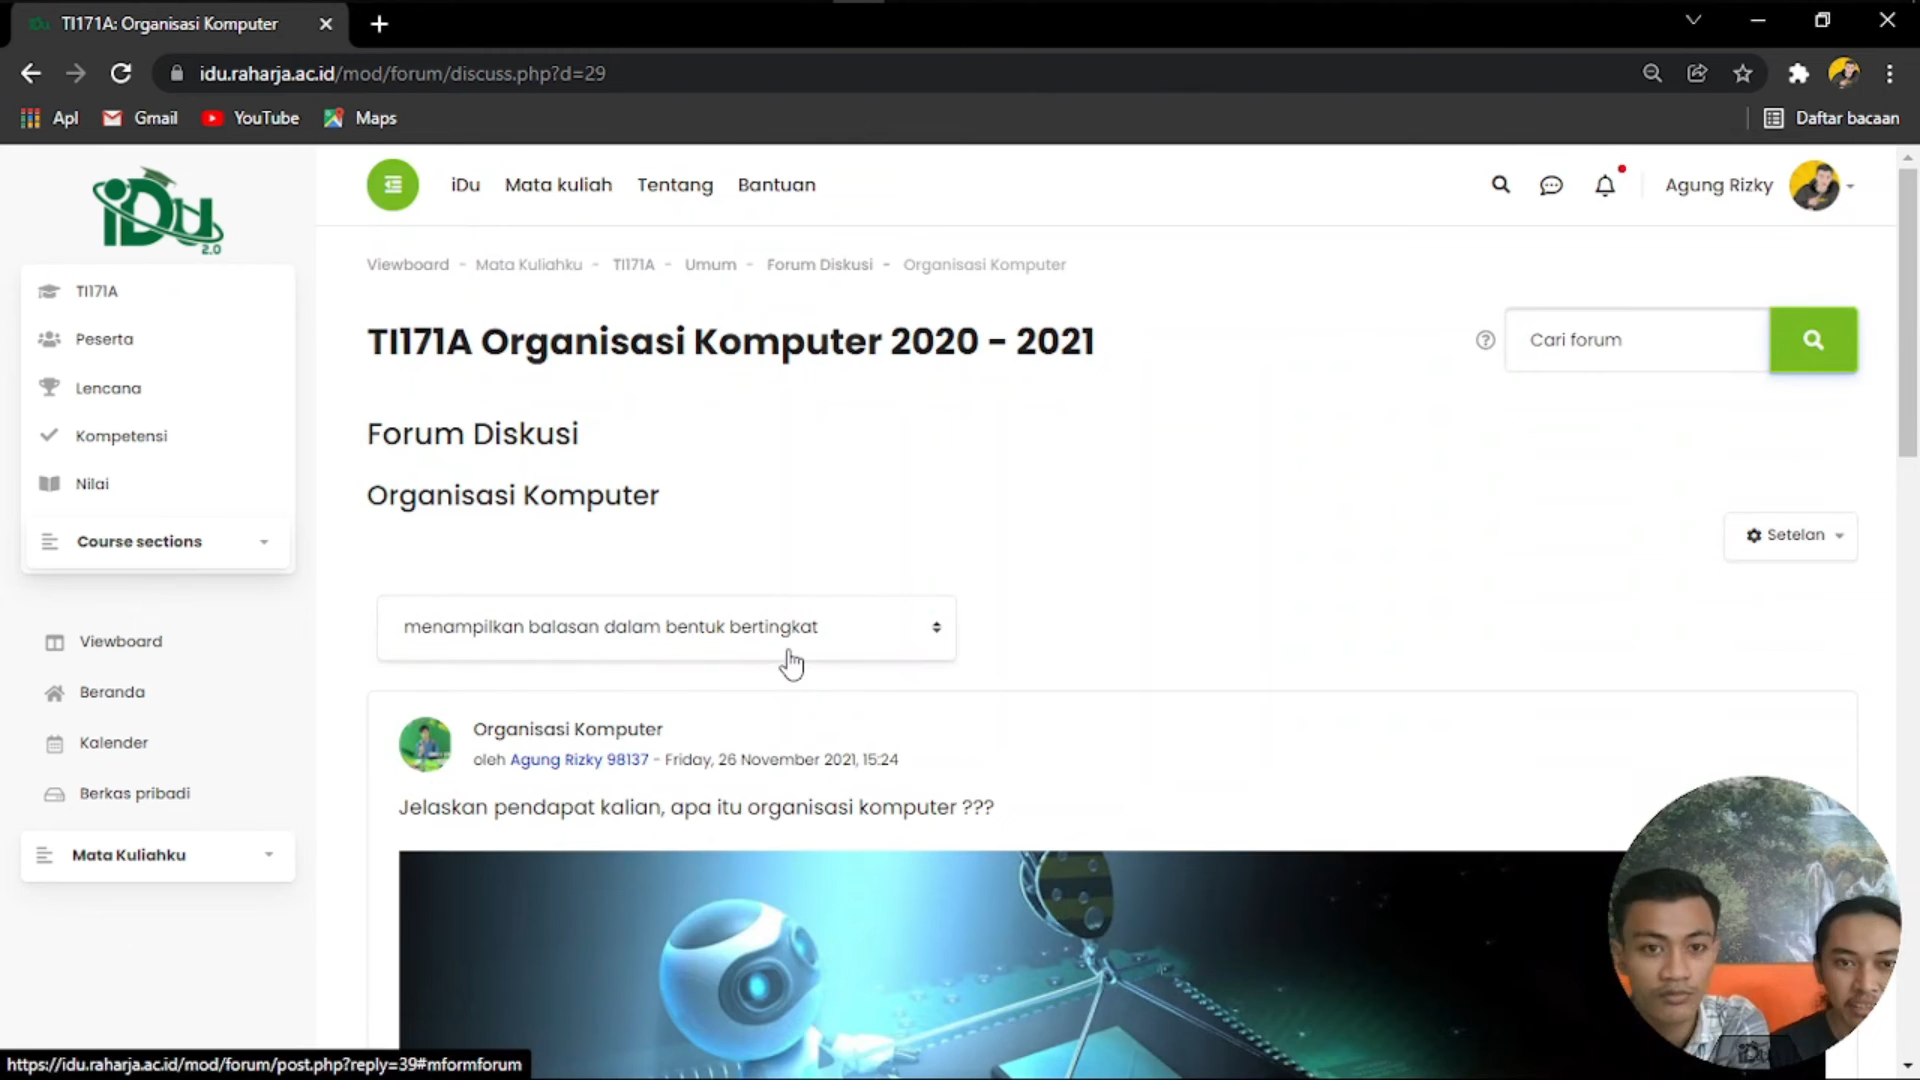 TI171A: Organisasi Komputer
idu.raharja.ac.id/mod/forum/discuss.php?d=29
Apl Gmail YouTube Maps Daftar bacaan
iDu 2.0
iDu Mata kuliah Tentang Bantuan Agung Rizky
TI171A
Peserta
Lencana
Kompetensi
Nilai
Course sections
Viewboard
Beranda
Kalender
Berkas pribadi
Mata Kuliahku
Viewboard - Mata Kuliahku - TI171A - Umum - Forum Diskusi - Organisasi Komputer
TI171A Organisasi Komputer 2020 - 2021
Cari forum
Forum Diskusi
Organisasi Komputer
Setelan
menampilkan balasan dalam bentuk bertingkat
Organisasi Komputer
oleh Agung Rizky 98137 - Friday, 26 November 2021, 15:24
Jelaskan pendapat kalian, apa itu organisasi komputer ???
https://idu.raharja.ac.id/mod/forum/post.php?reply=39#mformforum